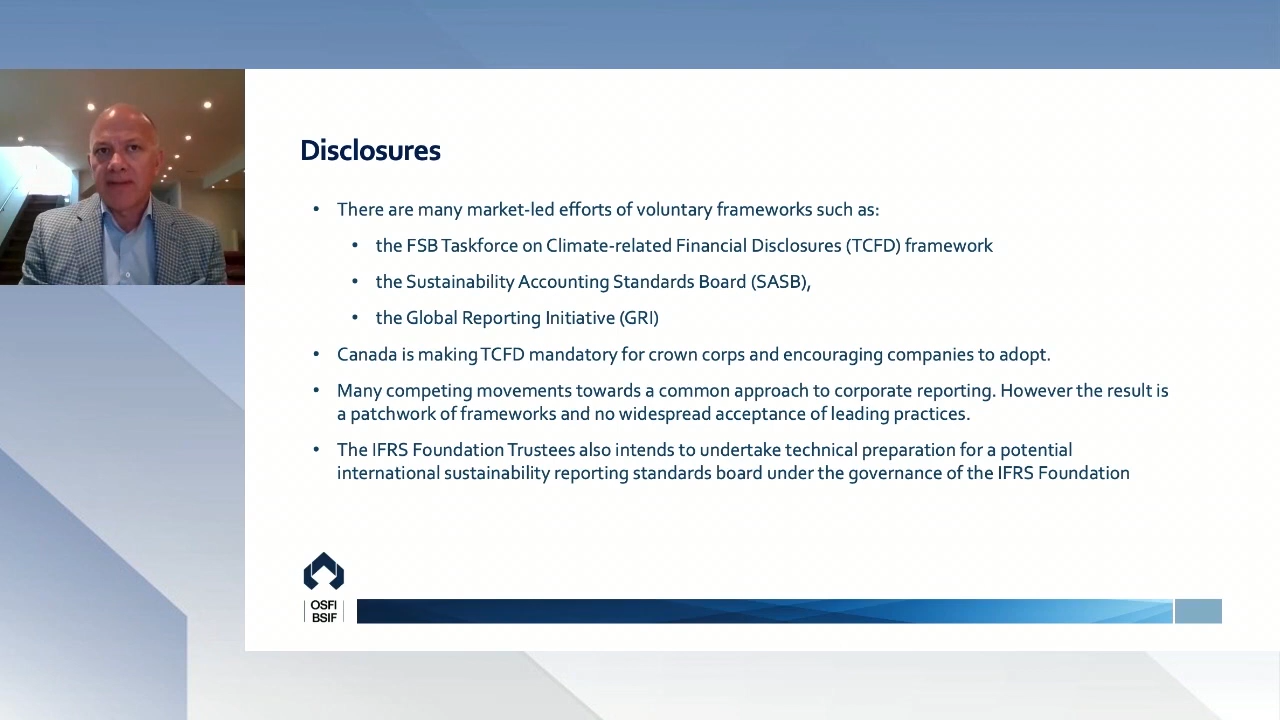 Disclosures
• There are many market-led efforts of voluntary frameworks such as:
• the FSB Taskforce on Climate-related Financial Disclosures (TCFD) framework
• the Sustainability Accounting Standards Board (SASB),
• the Global Reporting Initiative (GRI)
• Canada is making TCFD mandatory for crown corps and encouraging companies to adopt.
• Many competing movements towards a common approach to corporate reporting. However the result is
a patchwork of frameworks and no widespread acceptance of leading practices.
• The IFRS Foundation Trustees also intends to undertake technical preparation for a potential
international sustainability reporting standards board under the governance of the IFRS Foundation
OSFI
BSIF